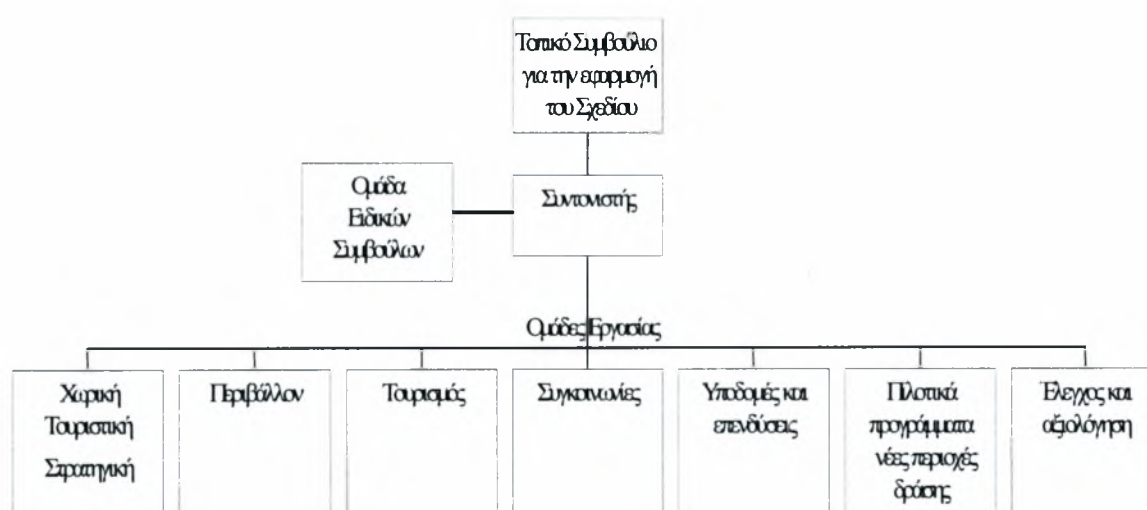 Τοπικό Συμβούλιο
για την εφαρμογή
του Σχεδίου
Ομάδα
Ειδικών
Συμβούλων
Συντονιστής
Ομάδες Εργασίας
Χωρική
Τουριστική
Στρατηγική
Περιβάλλον
Τουρισμός
Συγκοινωνίες
Υποδομές και
επενδύσεις
Πιλοτικά
προγράμματα
νέες περιοχές
δράσης
Έλεγχος και
αξιολόγηση